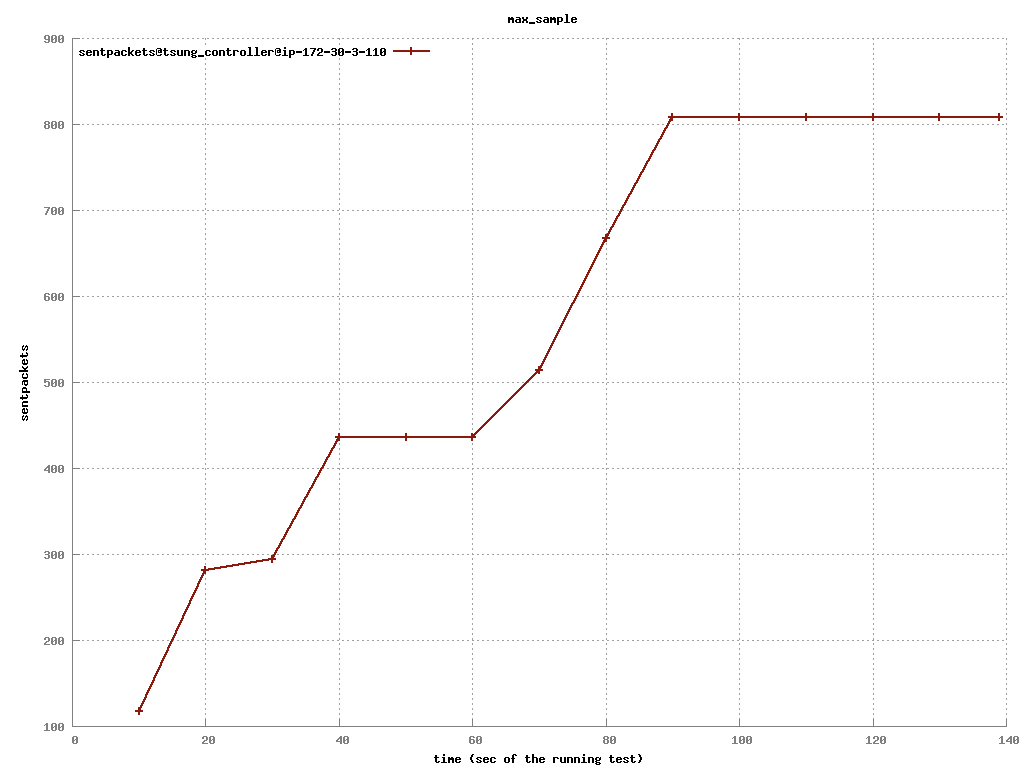 max_sample
900
sentpackets@tsung_controller@ip-172-30-3-110
800
700
600
500
400
300
200
100
sentpackets
0 20 40 60 80 100 120 140
time (sec of the running test)